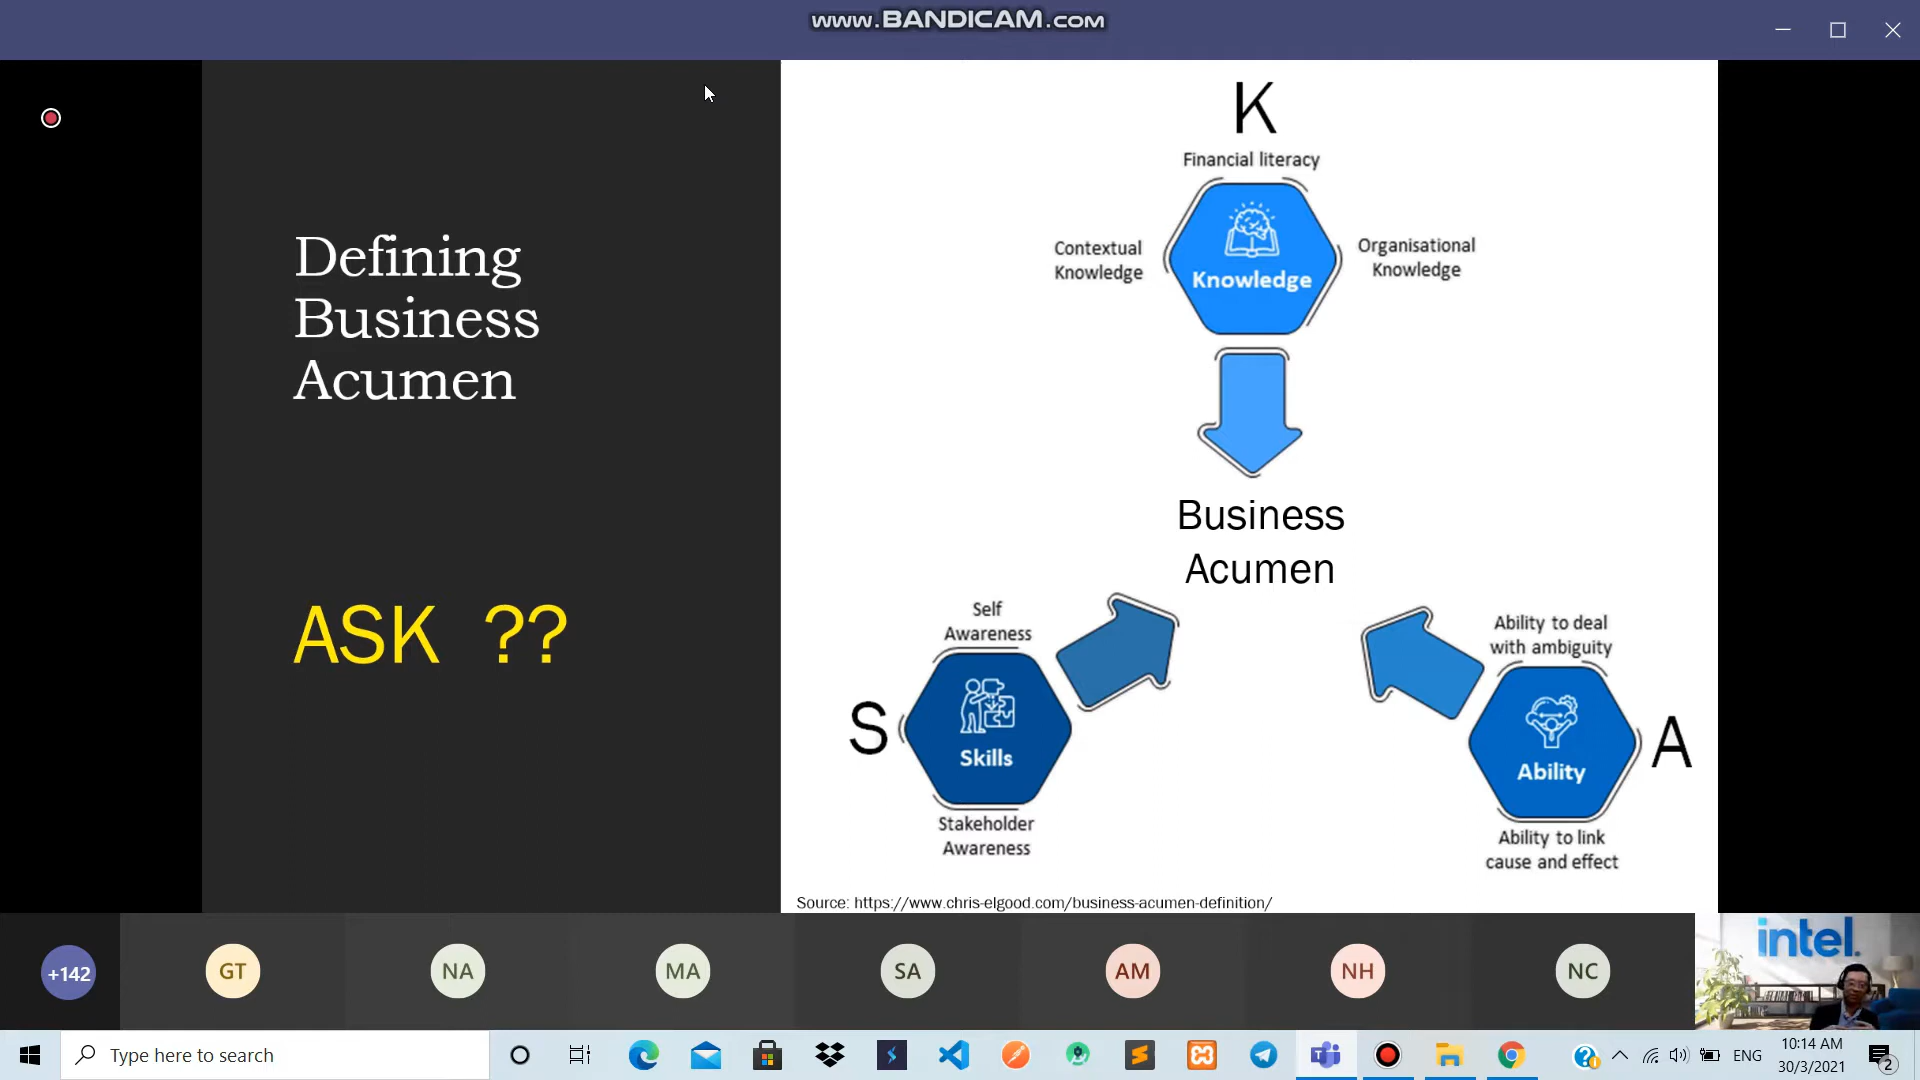 www.BANDICAM.com
Defining
Business
Acumen
ASK ??
K
Financial literacy
Contextual
Knowledge
Knowledge
Organisational
Knowledge
Business
Acumen
Self
Awareness
S
Skills
Stakeholder
Awareness
Ability to deal
with ambiguity
Ability
A
Ability to link
cause and effect
Source: https://www.chris-elgood.com/business-acumen-definition/
+142
GT
NA
MA
SA
AM
NH
NC
intel.
Type here to search
ENG
10:14 AM
30/3/2021
2